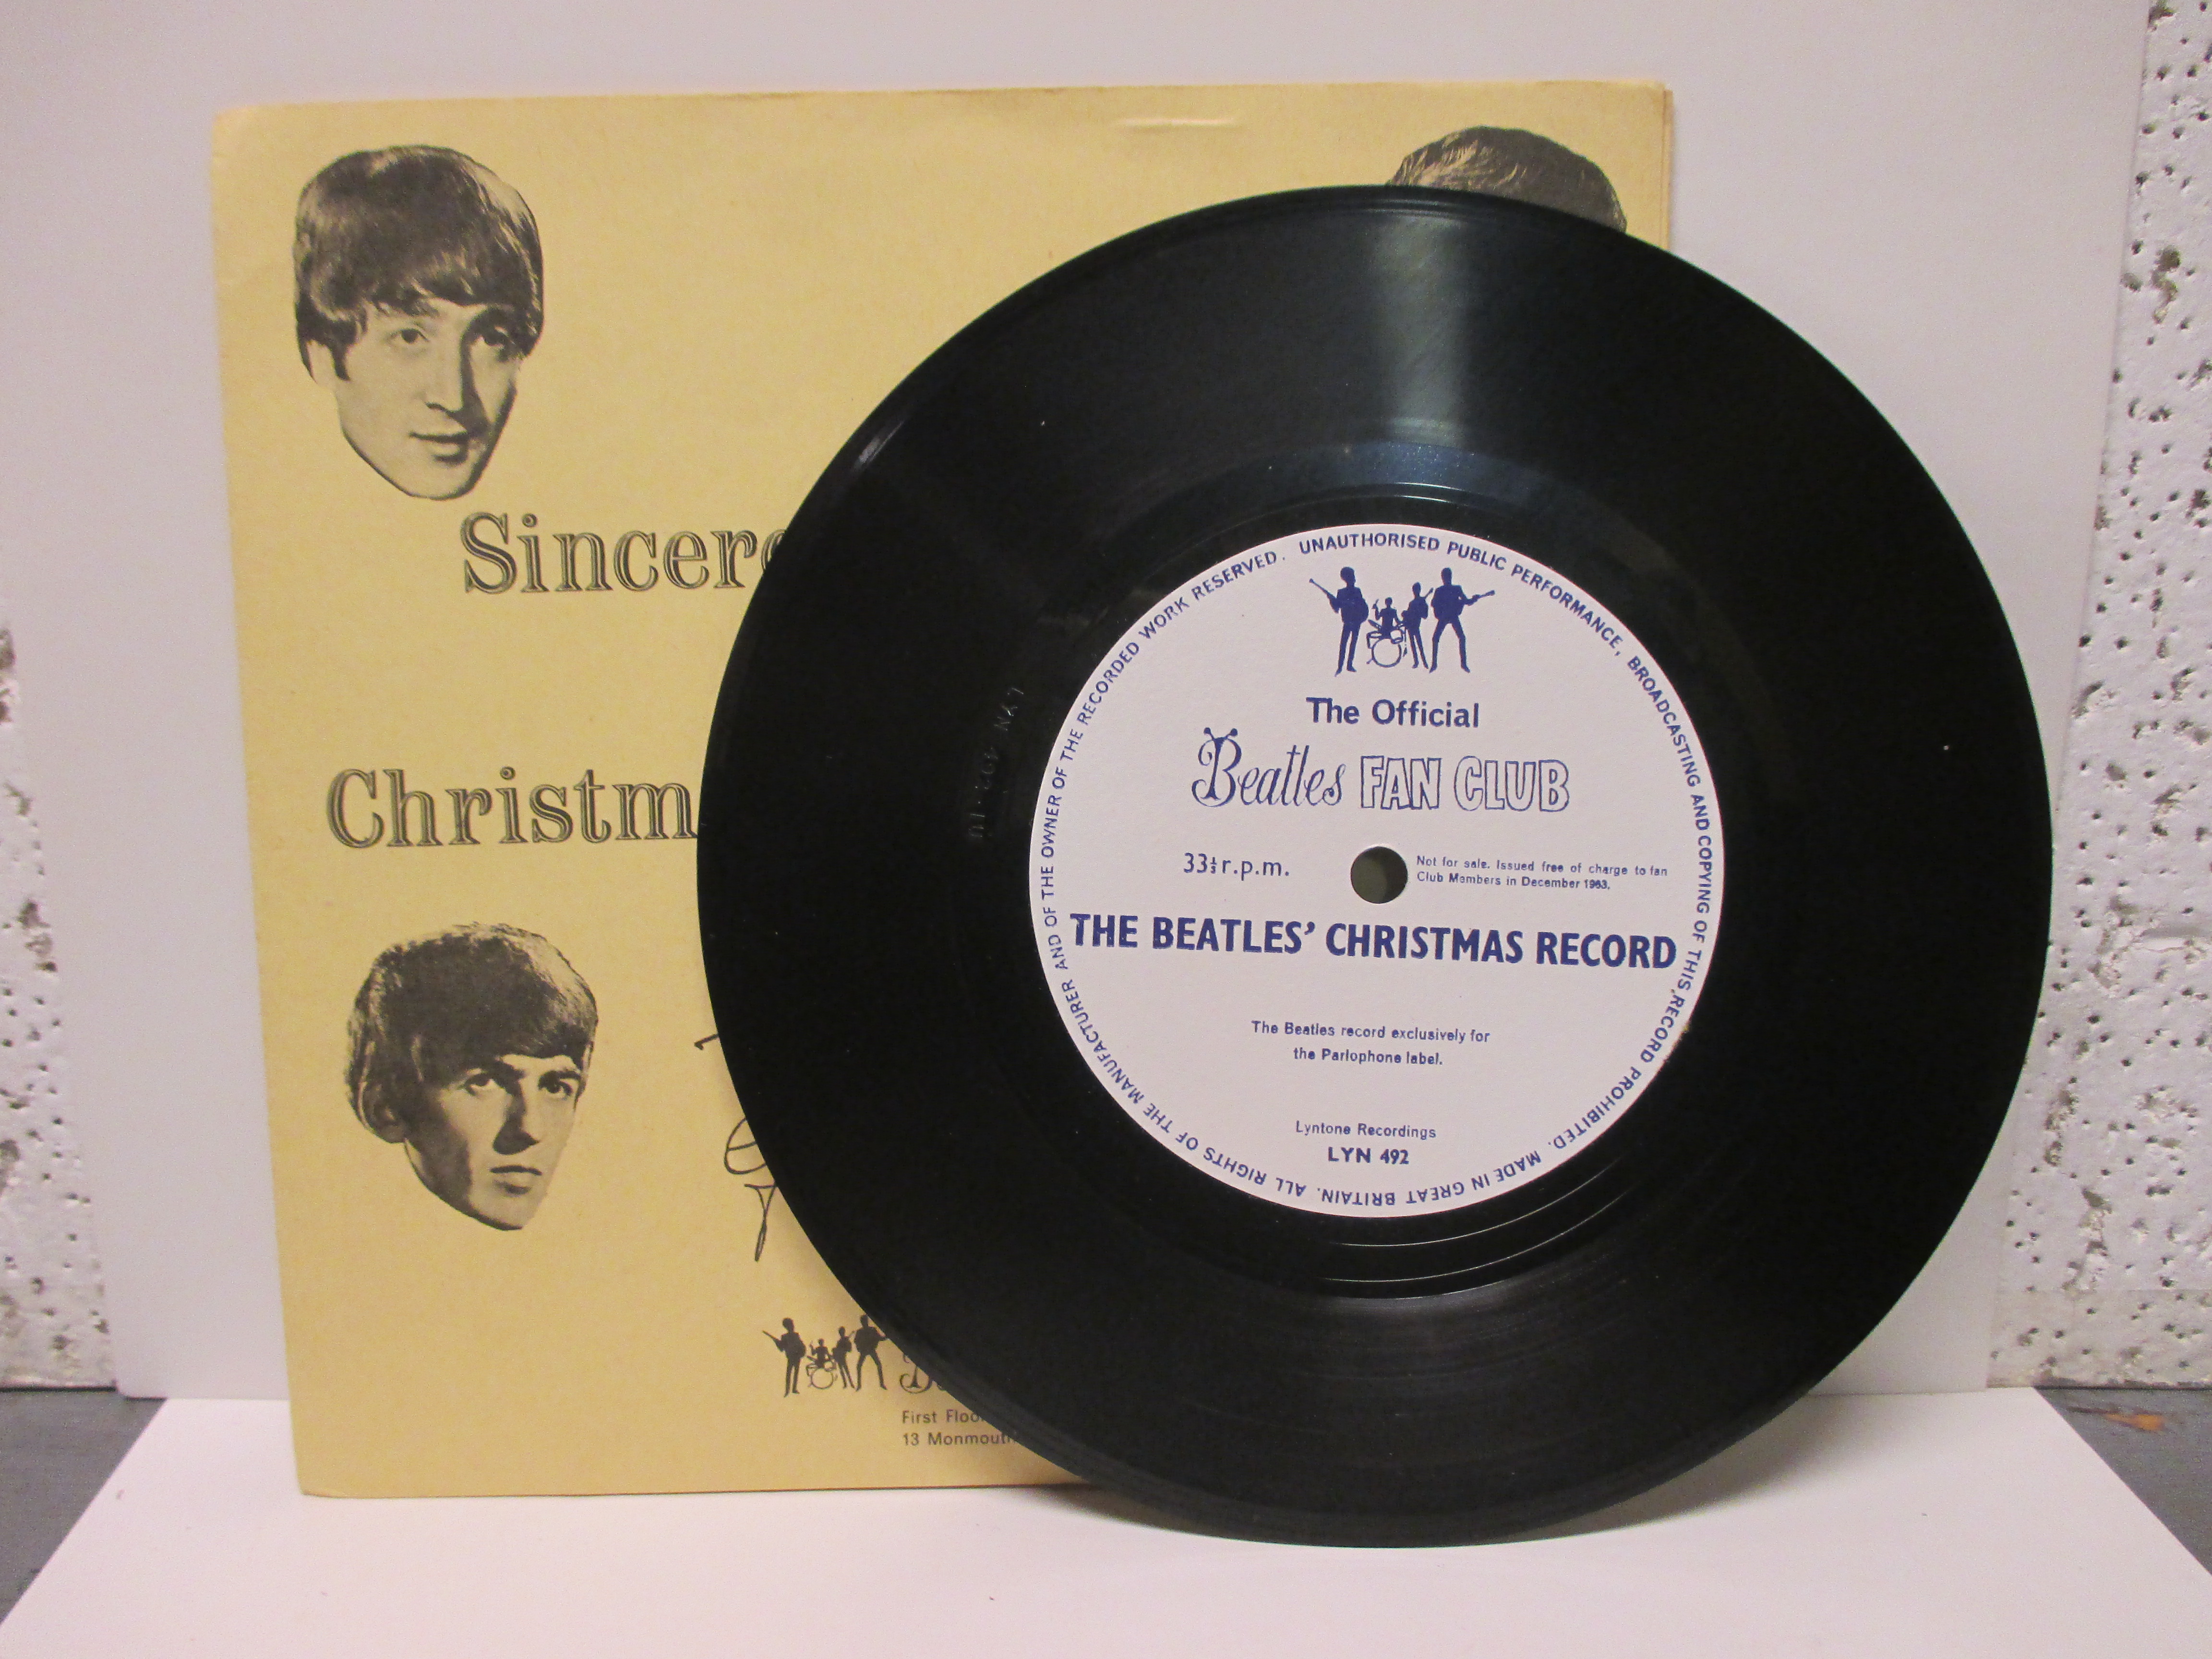 Sincere
Christm
First Floo
13 Monmouth
UNAUTHORISED PUBLIC PERFORMANCE, BROADCASTING AND COPYING OF THIS RECORD PROHIBITED. MADE IN GREAT BRITAIN. ALL RIGHTS OF THE MANUFACTURER AND OF THE OWNER OF THE RECORDED WORK RESERVED.
The Official
Beatles FAN CLUB
33⅓ r.p.m.
Not for sale. Issued free of charge to fan
Club Members in December 1963.
THE BEATLES’ CHRISTMAS RECORD
The Beatles record exclusively for
the Parlophone label.
Lyntone Recordings
LYN 492